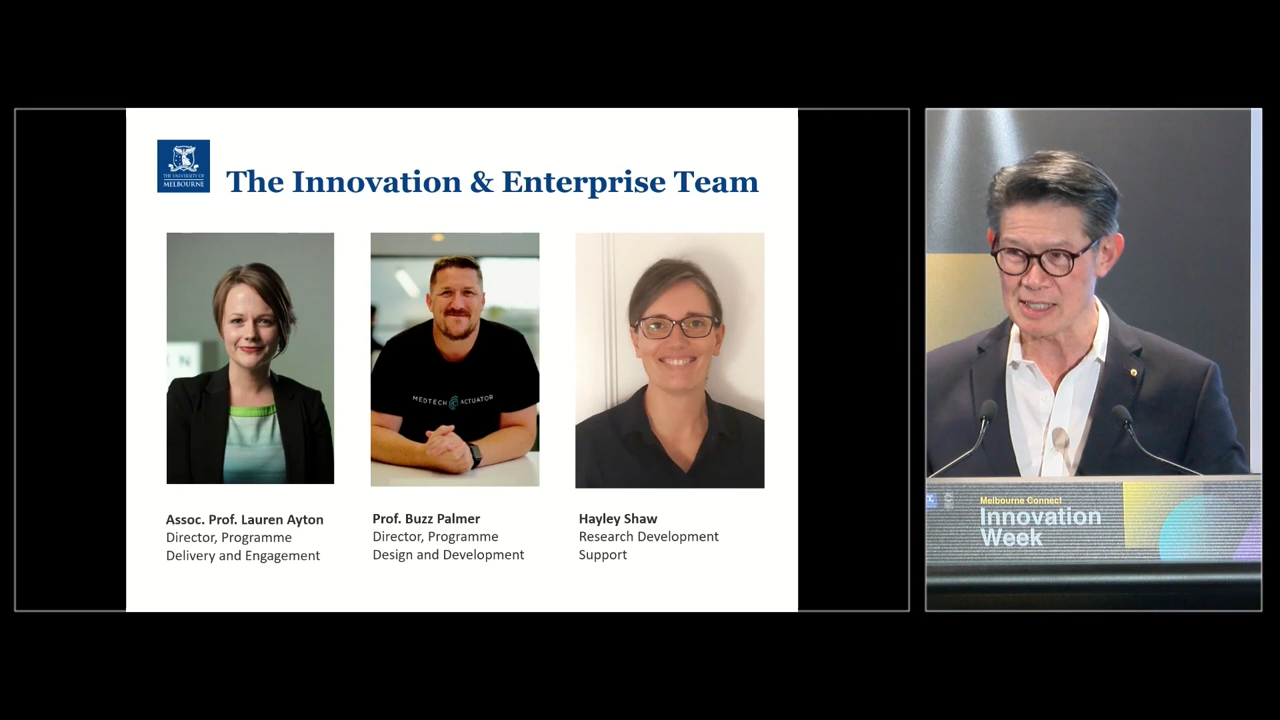 THE UNIVERSITY OF
MELBOURNE
The Innovation & Enterprise Team
MEDTECH ACTUATOR
Assoc. Prof. Lauren Ayton
Director, Programme
Delivery and Engagement
Prof. Buzz Palmer
Director, Programme
Design and Development
Hayley Shaw
Research Development
Support
Melbourne Connect
Innovation
Week